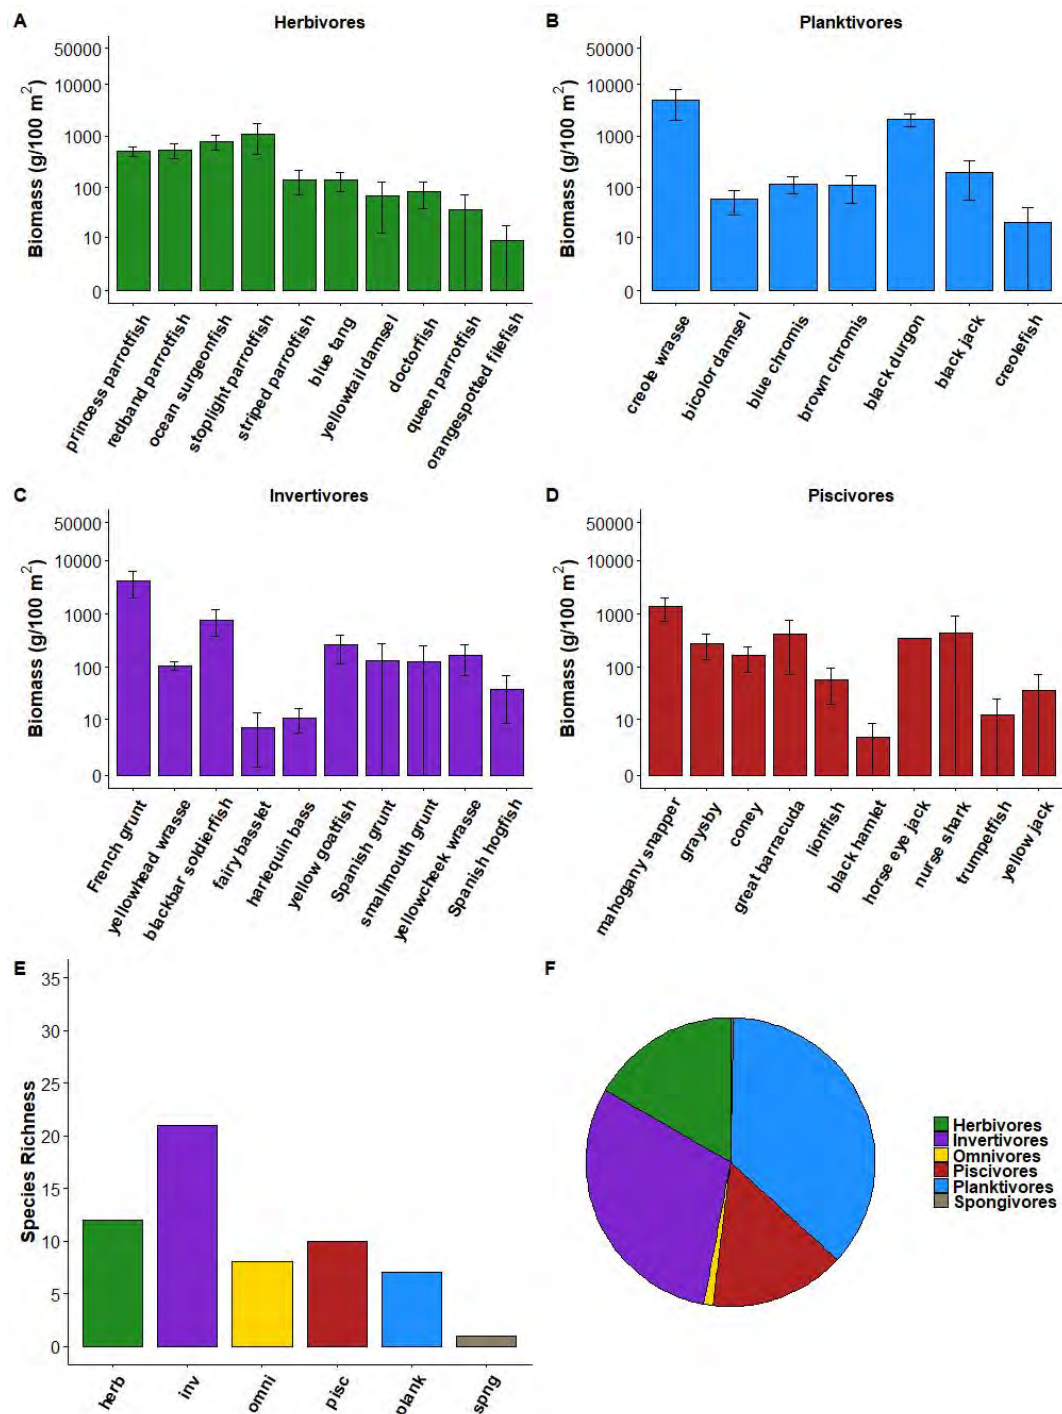 A
Herbivores
Biomass (g/100 m²)
50000
10000
1000
100
10
0
princess parrotfish
redband parrotfish
ocean surgeonfish
stoplight parrotfish
striped parrotfish
blue tang
yellowtail damsel
doctorfish
queen parrotfish
orangespotted filefish
B
Planktivores
Biomass (g/100 m²)
50000
10000
1000
100
10
0
creole wrasse
bicolor damsel
blue chromis
brown chromis
black durgon
black jack
creolefish
C
Invertivores
Biomass (g/100 m²)
50000
10000
1000
100
10
0
French grunt
yellowhead wrasse
blackbar soldierfish
fairy basslet
harlequin bass
yellow goatfish
Spanish grunt
smallmouth grunt
yellowcheek wrasse
Spanish hogfish
D
Piscivores
Biomass (g/100 m²)
50000
10000
1000
100
10
0
mahogany snapper
graysby
coney
great barracuda
lionfish
black hamlet
horse eye jack
nurse shark
trumpetfish
yellow jack
E
Species Richness
35
30
25
20
15
10
5
0
herb
inv
omni
pisc
plank
spng
F
Herbivores
Invertivores
Omnivores
Piscivores
Planktivores
Spongivores